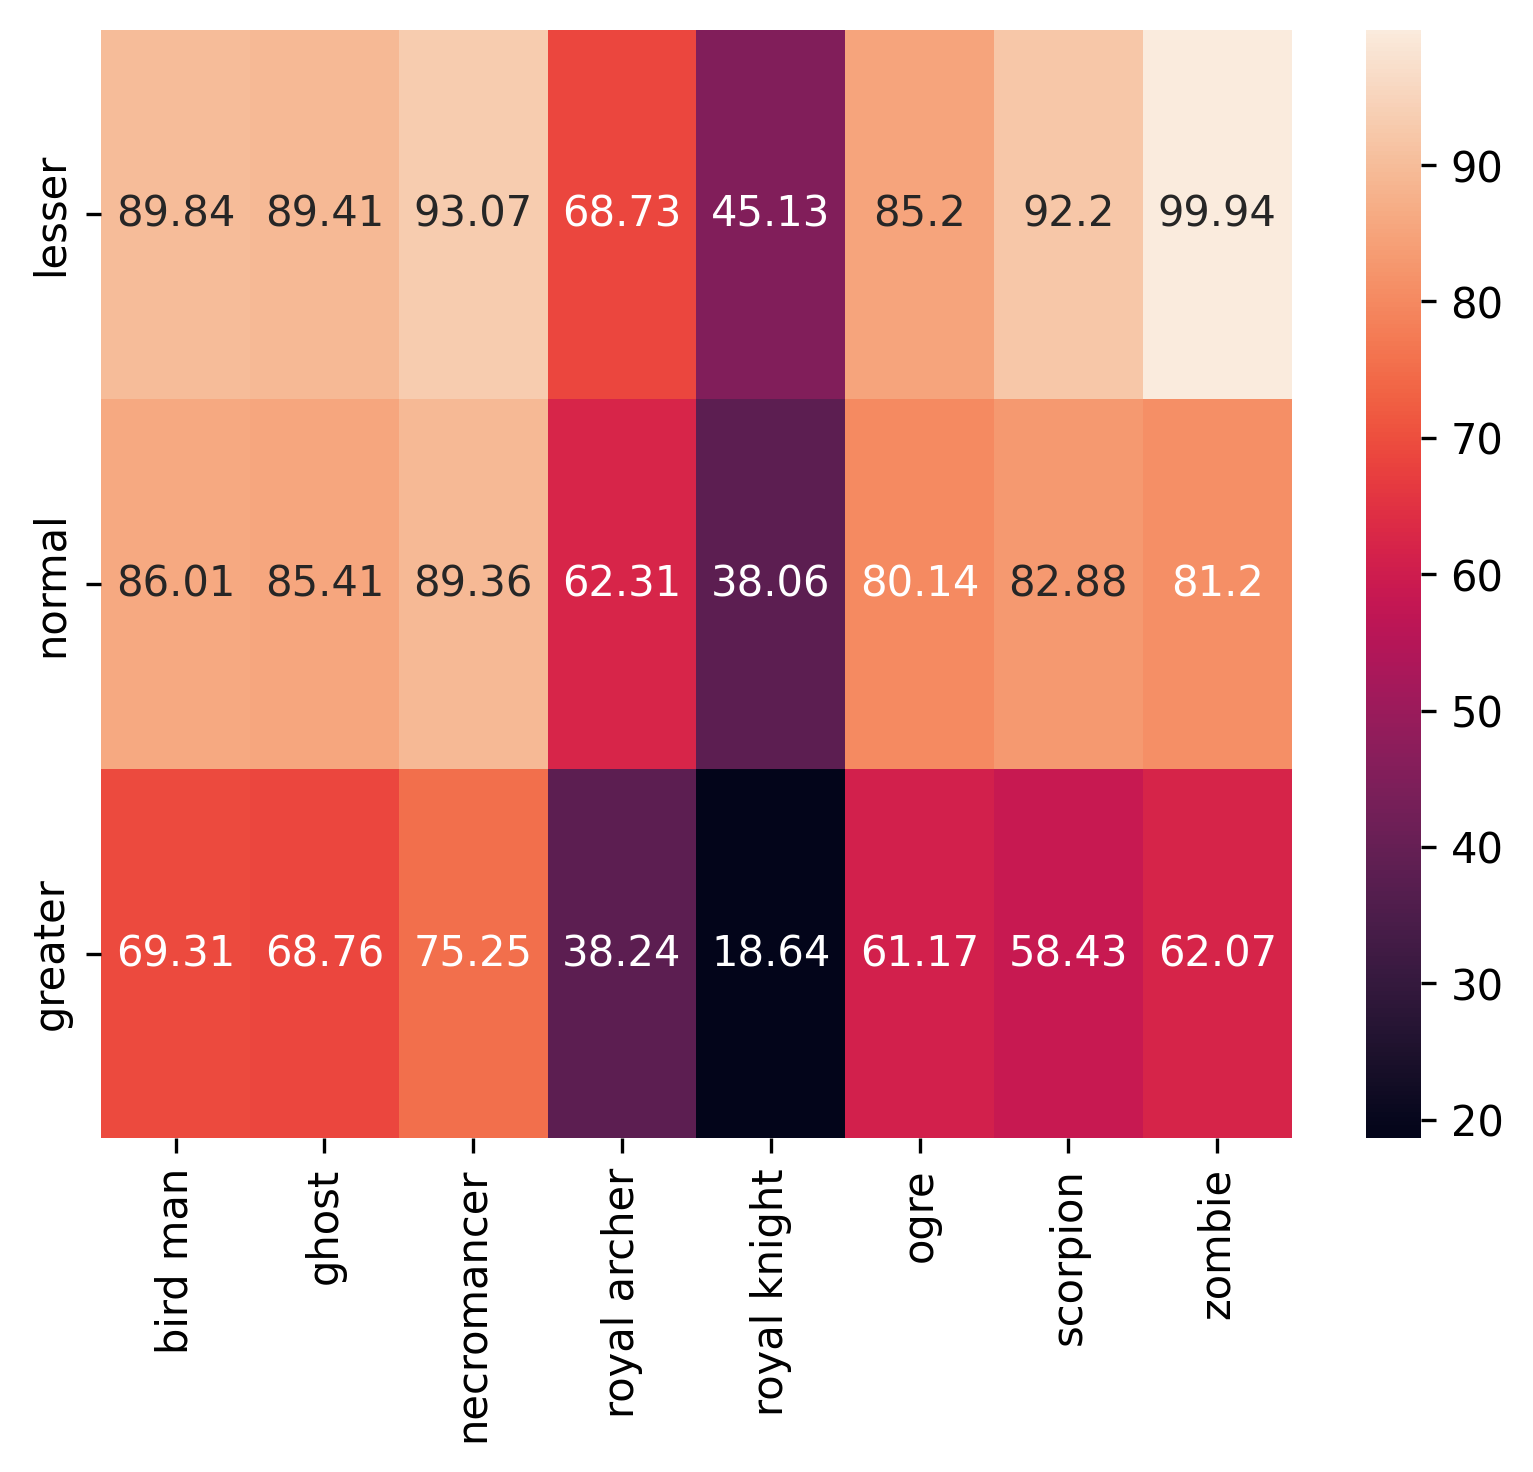 lesser 89.84 89.41 93.07 68.73 45.13 85.2 92.2 99.94
normal 86.01 85.41 89.36 62.31 38.06 80.14 82.88 81.2
greater 69.31 68.76 75.25 38.24 18.64 61.17 58.43 62.07
bird man
ghost
necromancer
royal archer
royal knight
ogre
scorpion
zombie
90
80
70
60
50
40
30
20